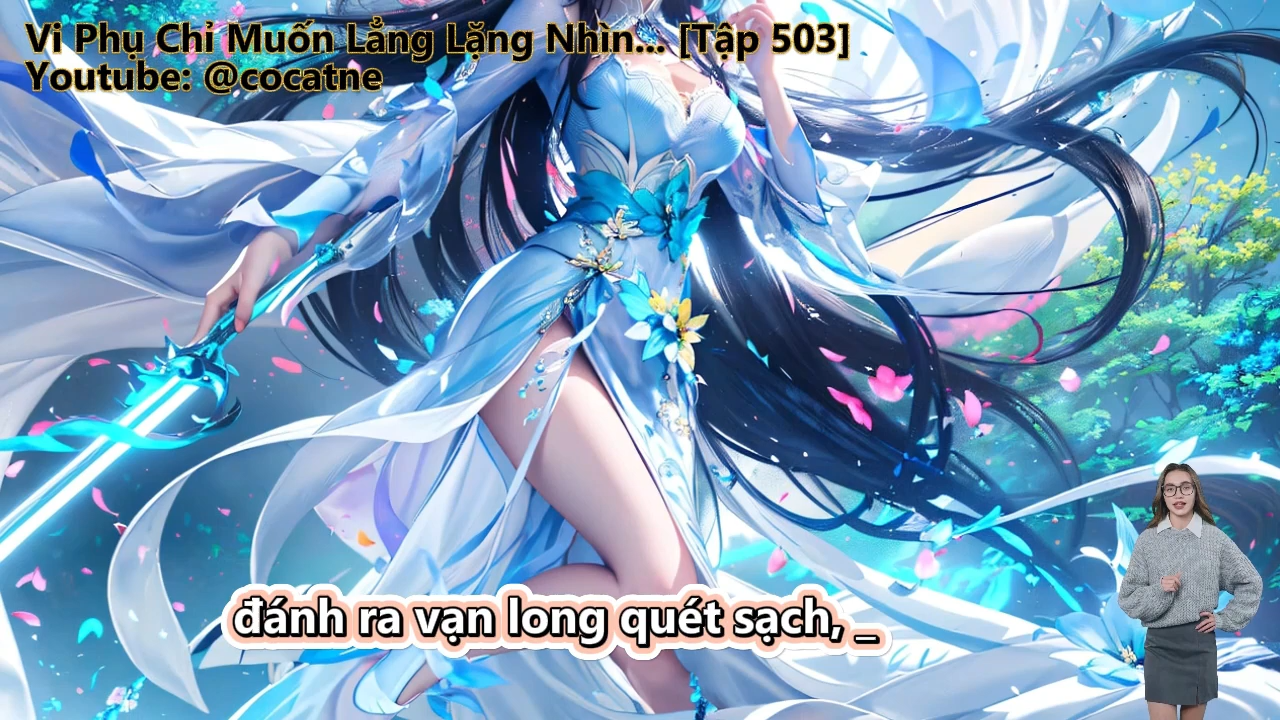 Vi Phụ Chỉ Muốn Lẳng Lặng Nhìn... [Tập 503]
Youtube: @cocatne
đánh ra vạn long quét sạch, _